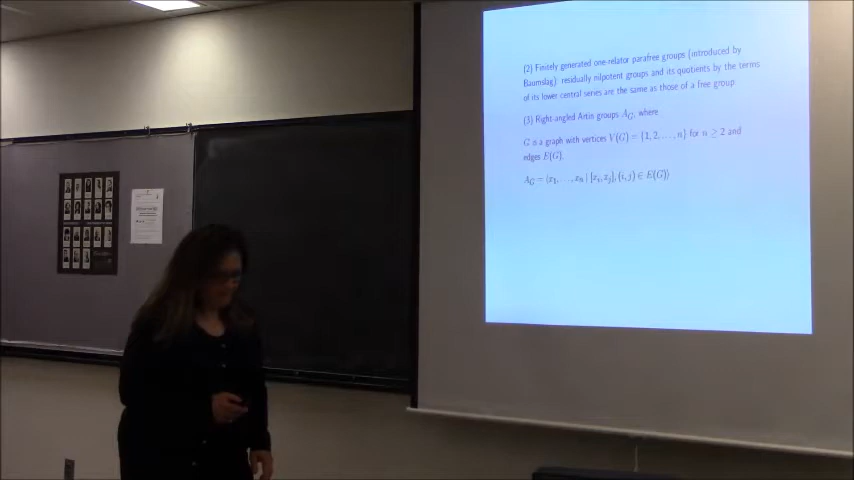 (2) Finitely generated one-relator parafree groups (introduced by
Baumslag) residually nilpotent groups and its quotients by the terms
of its lower central series are the same as those of a free group
(3) Right-angled Artin groups A_G, where
G is a graph with vertices V(G) = {1, 2, . . . , n} for n ≥ 2 and
edges E(G).
A_G = ⟨x_1, . . . , x_n | [x_i, x_j], (i, j) ∈ E(G)⟩